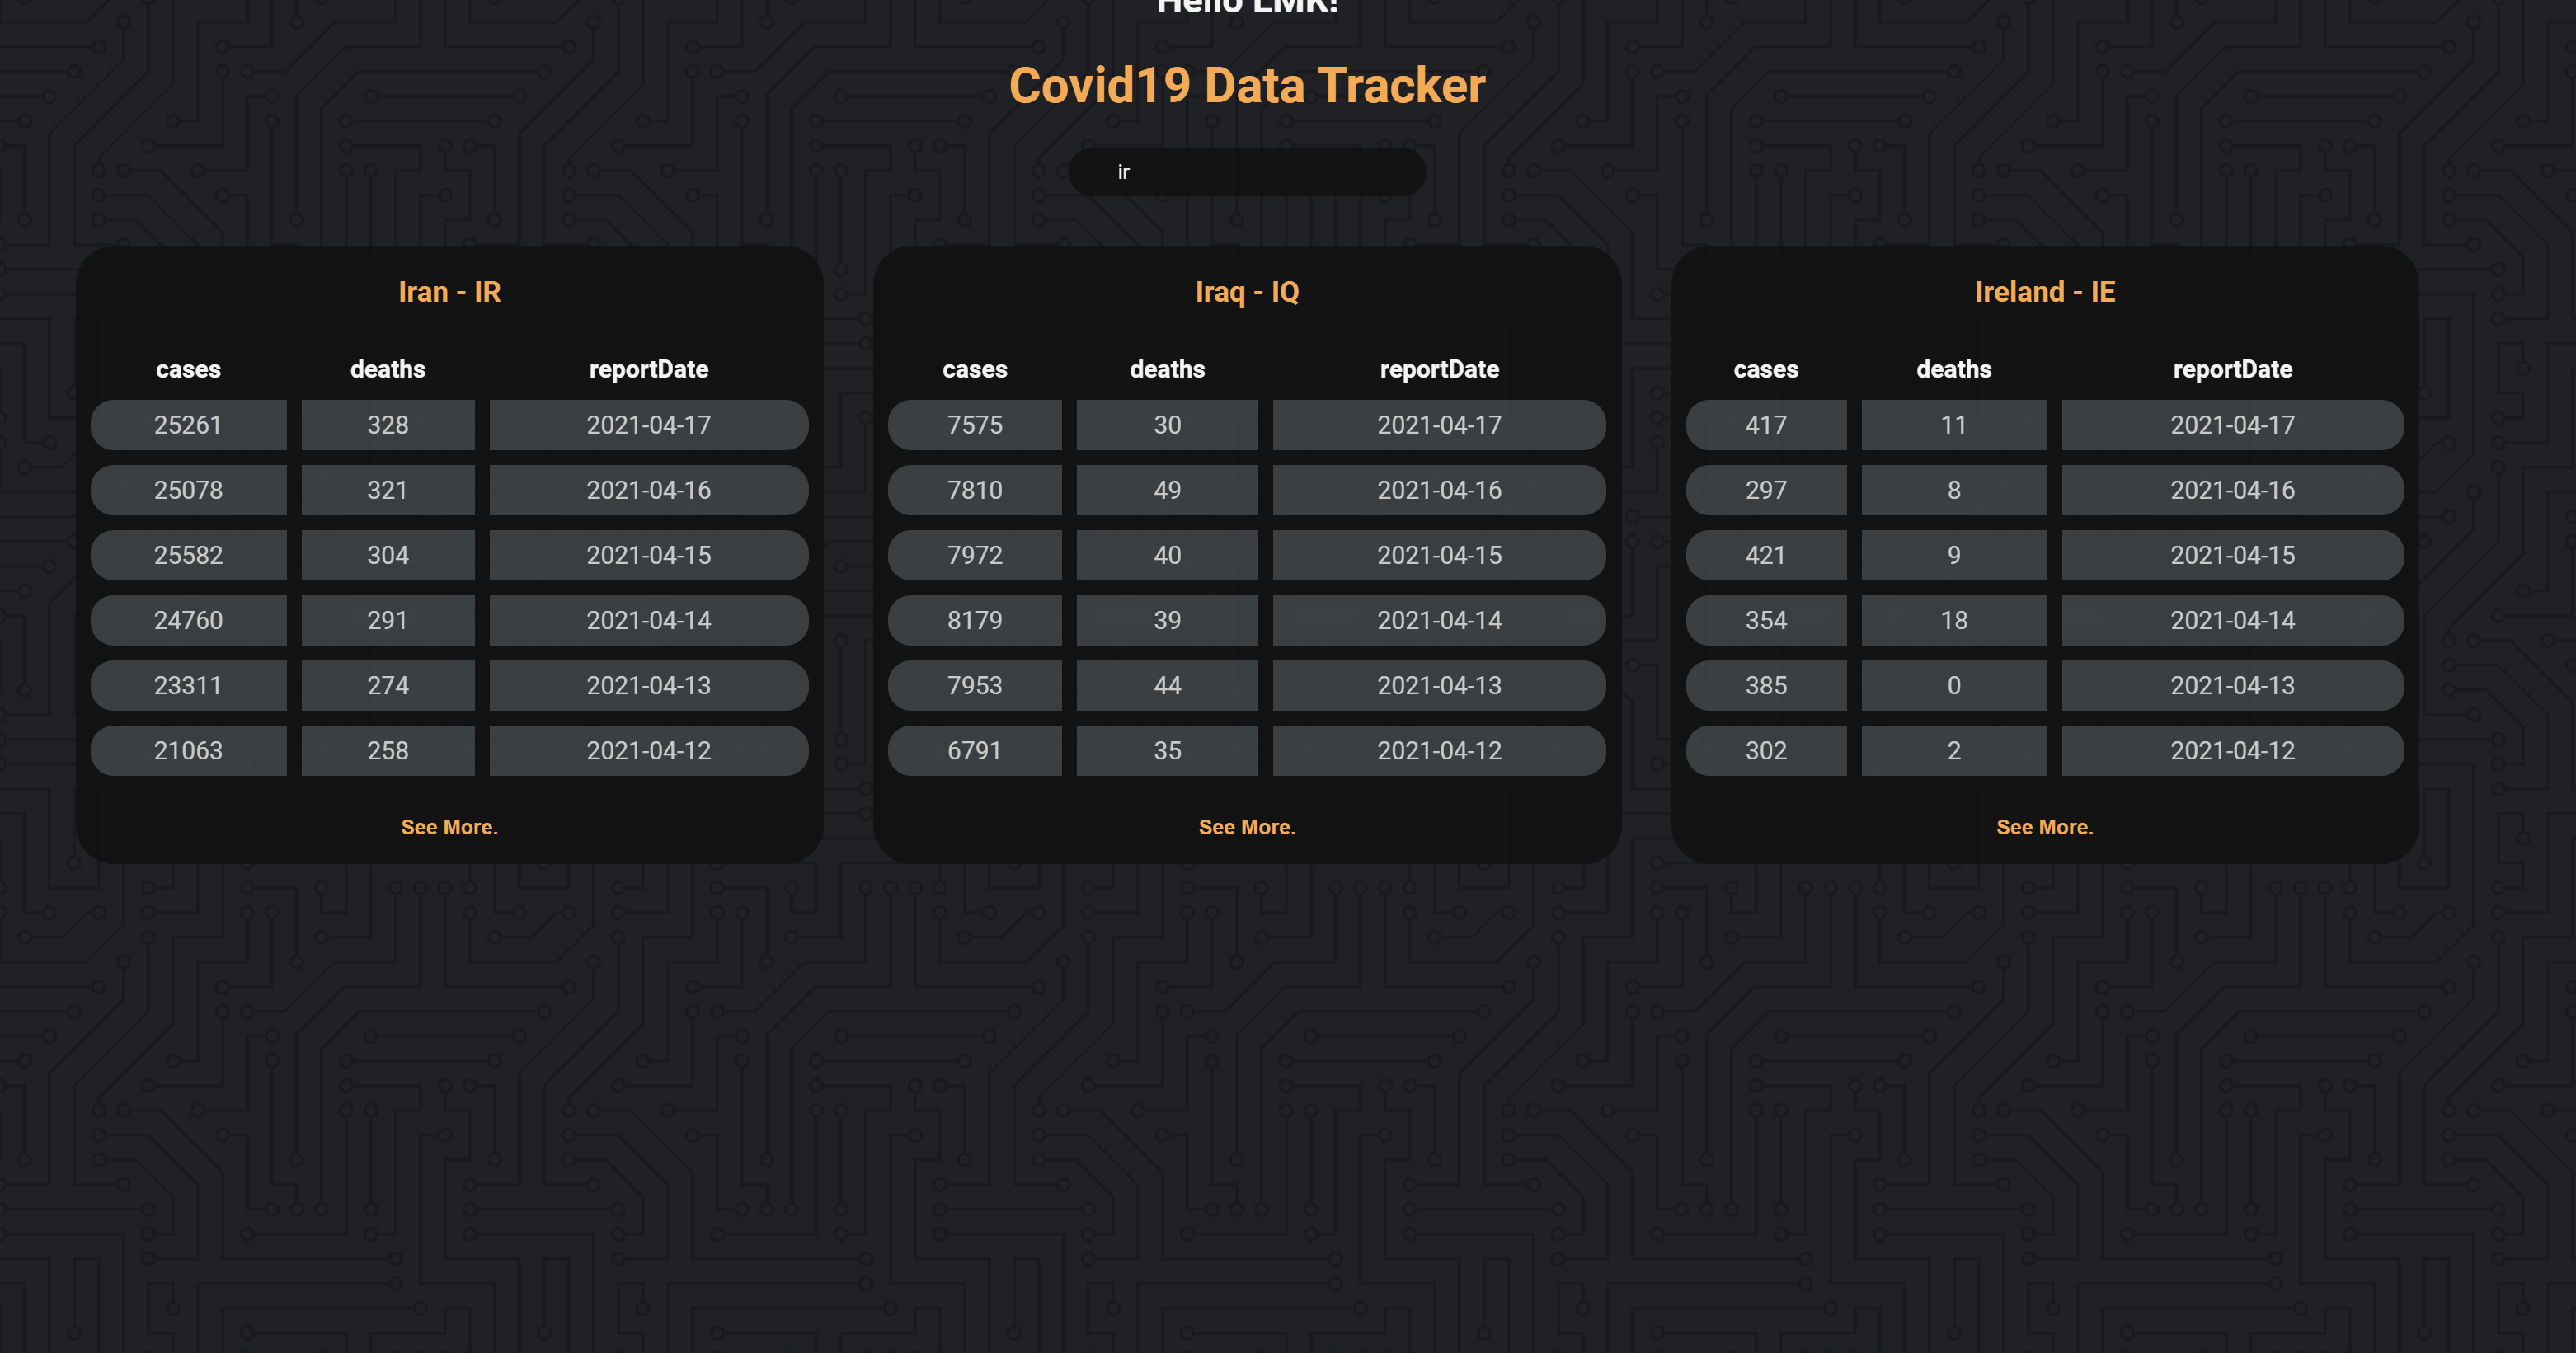 Hello LMK!
Covid19 Data Tracker
ir
Iran - IR
cases deaths reportDate
25261 328 2021-04-17
25078 321 2021-04-16
25582 304 2021-04-15
24760 291 2021-04-14
23311 274 2021-04-13
21063 258 2021-04-12
See More.
Iraq - IQ
cases deaths reportDate
7575 30 2021-04-17
7810 49 2021-04-16
7972 40 2021-04-15
8179 39 2021-04-14
7953 44 2021-04-13
6791 35 2021-04-12
See More.
Ireland - IE
cases deaths reportDate
417 11 2021-04-17
297 8 2021-04-16
421 9 2021-04-15
354 18 2021-04-14
385 0 2021-04-13
302 2 2021-04-12
See More.